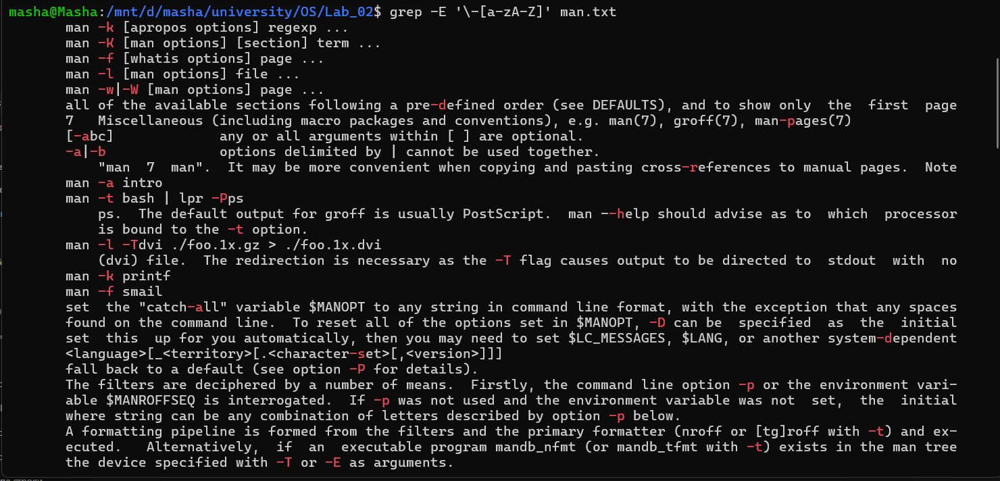 masha@Masha:/mnt/d/masha/university/OS/Lab_02$ grep -E '\-[a-zA-Z]' man.txt
man -k [apropos options] regexp ...
man -K [man options] [section] term ...
man -f [whatis options] page ...
man -l [man options] file ...
man -w|-W [man options] page ...
all of the available sections following a pre-defined order (see DEFAULTS), and to show only  the  first  page
7   Miscellaneous (including macro packages and conventions), e.g. man(7), groff(7), man-pages(7)
[-abc]             any or all arguments within [ ] are optional.
-a|-b              options delimited by | cannot be used together.
"man  7  man".  It may be more convenient when copying and pasting cross-references to manual pages.  Note
man -a intro
man -t bash | lpr -Pps
ps.  The default output for groff is usually PostScript.  man --help should advise as to  which  processor
is bound to the -t option.
man -l -Tdvi ./foo.1x.gz > ./foo.1x.dvi
(dvi) file.  The redirection is necessary as the -T flag causes output to be directed to  stdout  with  no
man -k printf
man -f smail
set  the "catch-all" variable $MANOPT to any string in command line format, with the exception that any spaces
found on the command line.  To reset all of the options set in $MANOPT, -D can be  specified  as  the  initial
set  this  up for you automatically, then you may need to set $LC_MESSAGES, $LANG, or another system-dependent
<language>[_<territory>[.<character-set>[,<version>]]]
fall back to a default (see option -P for details).
The filters are deciphered by a number of means.  Firstly, the command line option -p or the environment vari-
able $MANROFFSEQ is interrogated.  If -p was not used and the environment variable was not  set,  the  initial
where string can be any combination of letters described by option -p below.
A formatting pipeline is formed from the filters and the primary formatter (nroff or [tg]roff with -t) and ex-
ecuted.   Alternatively,  if  an  executable program mandb_nfmt (or mandb_tfmt with -t) exists in the man tree
the device specified with -T or -E as arguments.